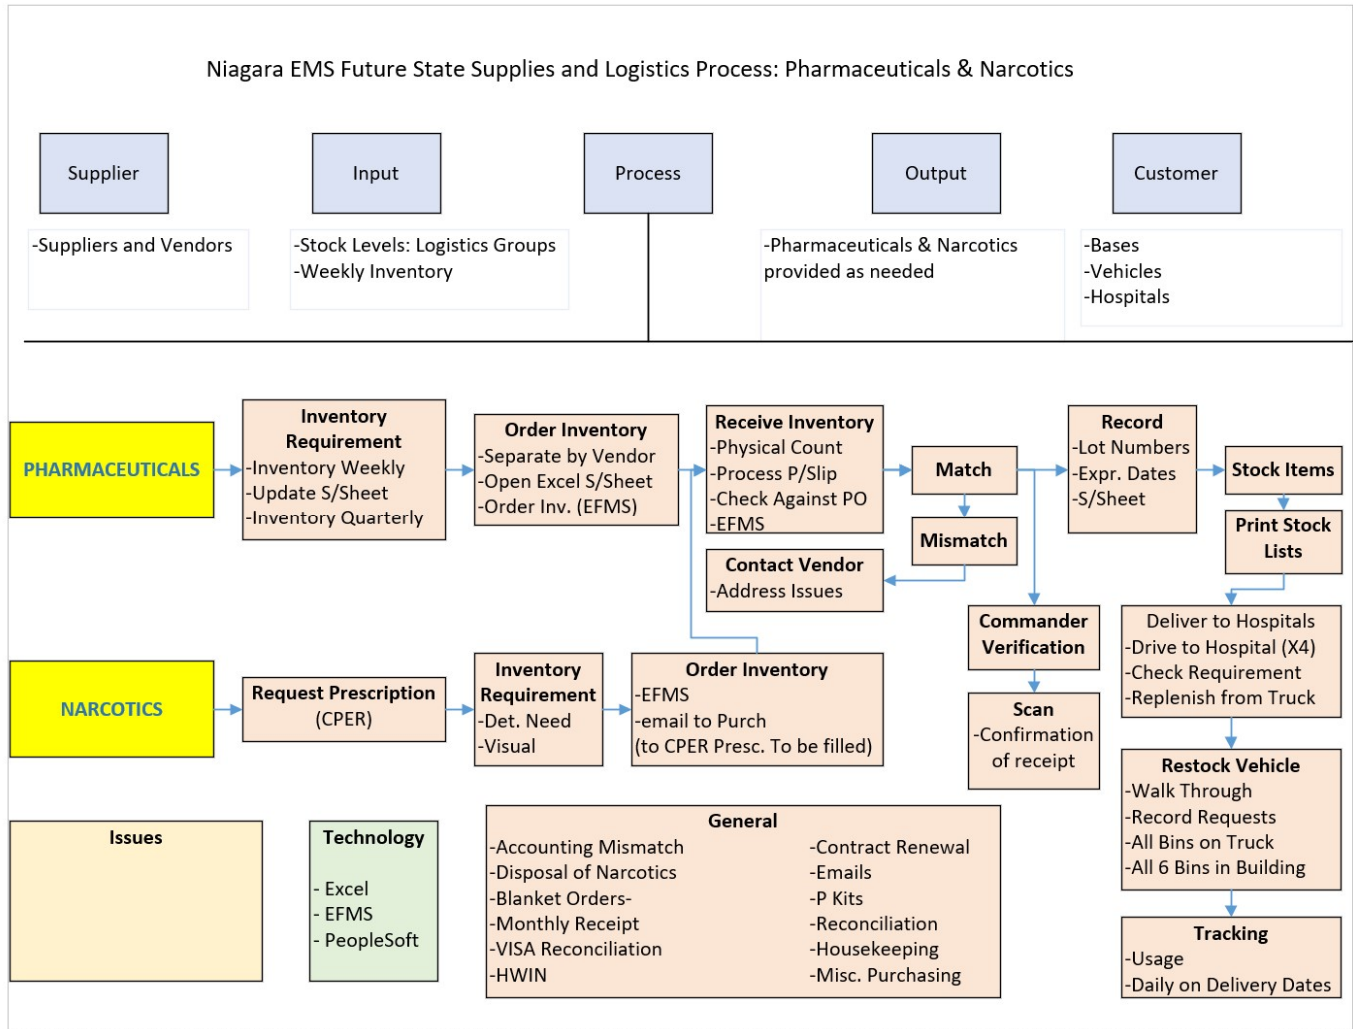 Niagara EMS Future State Supplies and Logistics Process: Pharmaceuticals & Narcotics
Supplier
Input
Process
Output
Customer
-Suppliers and Vendors
-Stock Levels: Logistics Groups
-Weekly Inventory
-Pharmaceuticals & Narcotics
provided as needed
-Bases
-Vehicles
-Hospitals
PHARMACEUTICALS
Inventory
Requirement
-Inventory Weekly
-Update S/Sheet
-Inventory Quarterly
Order Inventory
-Separate by Vendor
-Open Excel S/Sheet
-Order Inv. (EFMS)
Receive Inventory
-Physical Count
-Process P/Slip
-Check Against PO
-EFMS
Match
Mismatch
Contact Vendor
-Address Issues
Record
-Lot Numbers
-Expr. Dates
-S/Sheet
Stock Items
Print Stock
Lists
Commander
Verification
Scan
-Confirmation
of receipt
Deliver to Hospitals
-Drive to Hospital (X4)
-Check Requirement
-Replenish from Truck
Restock Vehicle
-Walk Through
-Record Requests
-All Bins on Truck
-All 6 Bins in Building
Tracking
-Usage
-Daily on Delivery Dates
NARCOTICS
Request Prescription
(CPER)
Inventory
Requirement
-Det. Need
-Visual
Order Inventory
-EFMS
-email to Purch
(to CPER Presc. To be filled)
Issues
Technology
- Excel
- EFMS
- PeopleSoft
General
-Accounting Mismatch
-Disposal of Narcotics
-Blanket Orders-
-Monthly Receipt
-VISA Reconciliation
-HWIN
-Contract Renewal
-Emails
-P Kits
-Reconciliation
-Housekeeping
-Misc. Purchasing